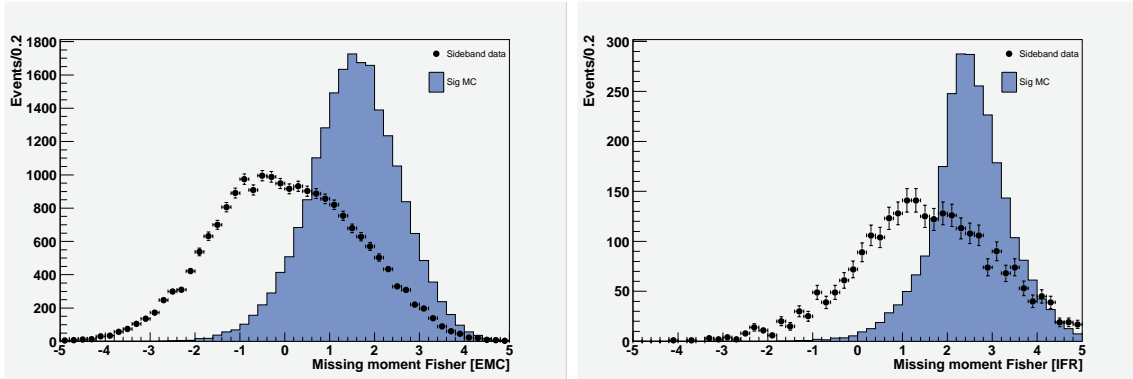 Events/0.2
1800
1600
1400
1200
1000
800
600
400
200
0
-5 -4 -3 -2 -1 0 1 2 3 4 5
Missing moment Fisher [EMC]
Sideband data
Sig MC
Events/0.2
300
250
200
150
100
50
0
-5 -4 -3 -2 -1 0 1 2 3 4 5
Missing moment Fisher [IFR]
Sideband data
Sig MC